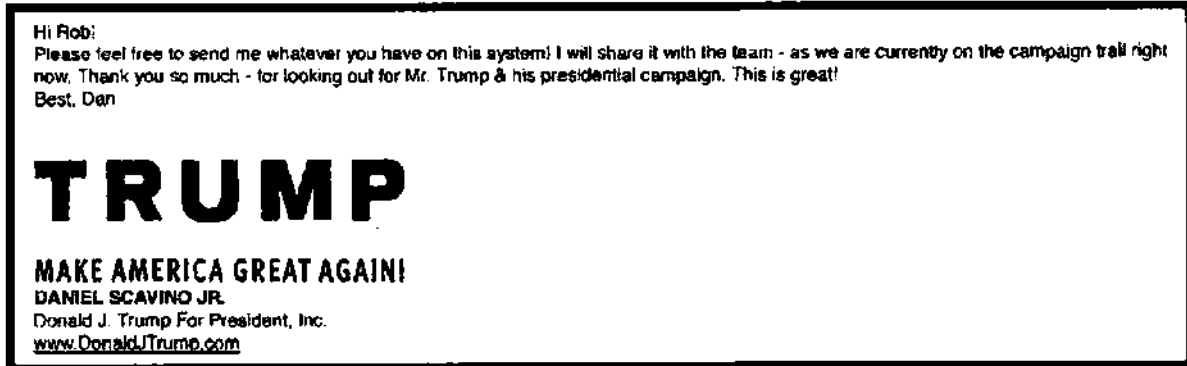 Hi Rob!
Please feel free to send me whatever you have on this system! I will share it with the team - as we are currently on the campaign trail right
now. Thank you so much - for looking out for Mr. Trump & his presidential campaign. This is great!
Best, Dan
TRUMP
MAKE AMERICA GREAT AGAIN!
DANIEL SCAVINO JR.
Donald J. Trump For President, Inc.
www.DonaldJTrump.com